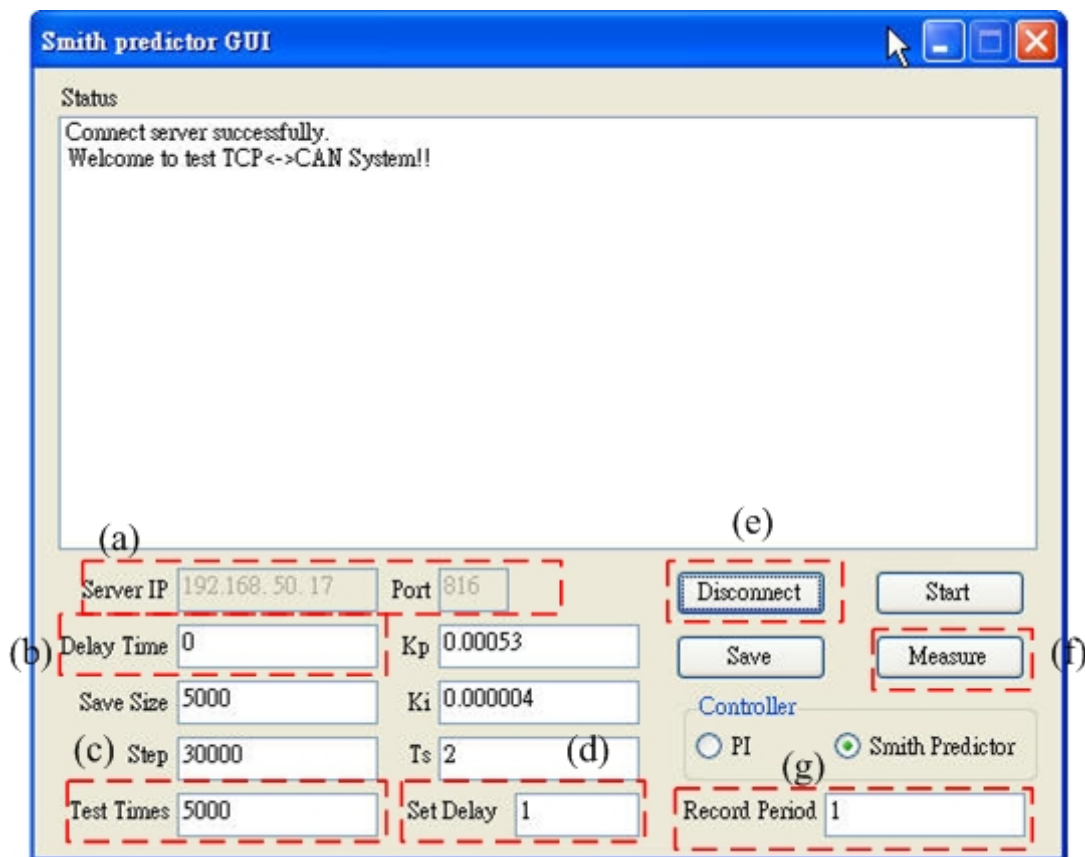 Smith predictor GUI
Status
Connect server successfully.
Welcome to test TCP<->CAN System!!
(a)
(e)
Server IP 192.168.50.17 Port 816 Disconnect Start
(b) Delay Time 0 Kp 0.00053 Save Measure (f)
Save Size 5000 Ki 0.000004 Controller
(c) Step 30000 Ts 2 (d) PI Smith Predictor
(g)
Test Times 5000 Set Delay 1 Record Period 1